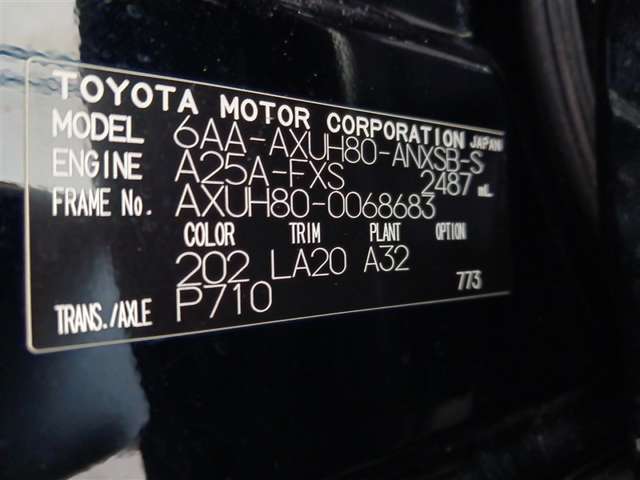 TOYOTA MOTOR CORPORATION JAPAN
MODEL 6AA-AXUH80-ANXSB-S
ENGINE A25A-FXS 2487 mL
FRAME No. AXUH80-0068683
COLOR TRIM PLANT OPTION
202 LA20 A32
TRANS./AXLE P710 773